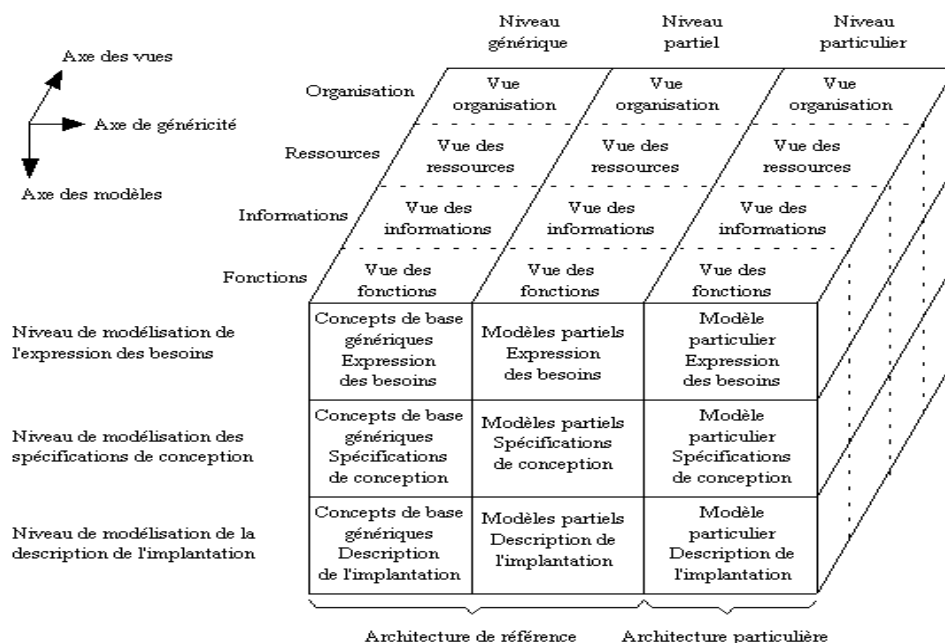 Niveau
générique
Niveau
partiel
Niveau
particulier
Axe des vues
Axe de généricité
Axe des modèles
Organisation
Vue
organisation
Vue
organisation
Vue
organisation
Ressources
Vue des
ressources
Vue des
ressources
Vue des
ressources
Informations
Vue des
informations
Vue des
informations
Vue des
informations
Fonctions
Vue des
fonctions
Vue des
fonctions
Vue des
fonctions
Niveau de modélisation de
l'expression des besoins
Concepts de base
génériques
Expression
des besoins
Modèles partiels
Expression
des besoins
Modèle
particulier
Expression
des besoins
Niveau de modélisation des
spécifications de conception
Concepts de base
génériques
Spécifications
de conception
Modèles partiels
Spécifications
de conception
Modèle
particulier
Spécifications
de conception
Niveau de modélisation de la
description de l'implantation
Concepts de base
génériques
Description
de l'implantation
Modèles partiels
Description de
l'implantation
Modèle
particulier
Description de
l'implantation
Architecture de référence
Architecture particulière